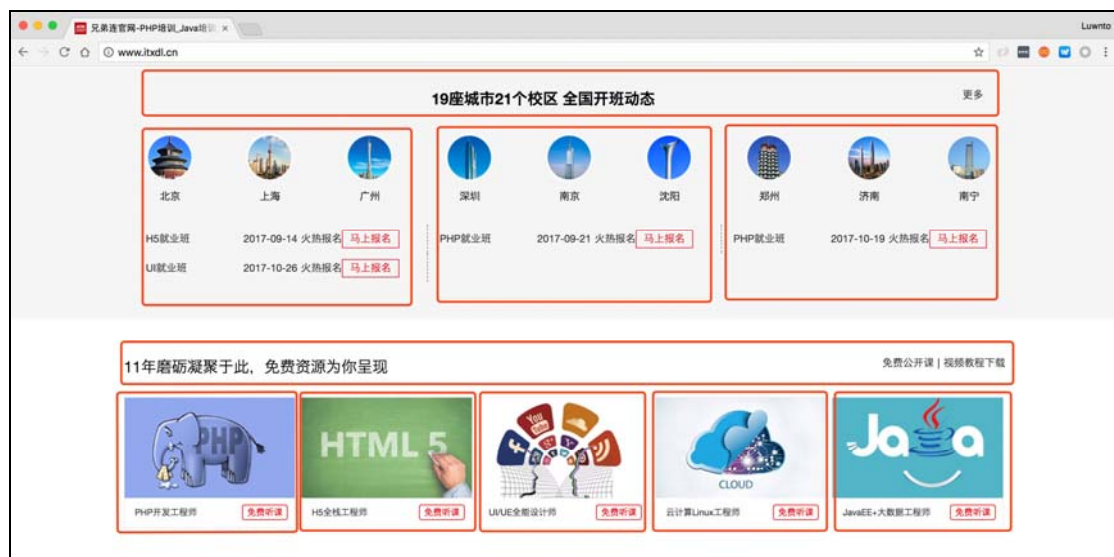 兄弟连官网-PHP培训_Java培训
Luwnto
www.itxdl.cn
19座城市21个校区 全国开班动态
更多
北京 上海 广州 深圳 南京 沈阳 郑州 济南 南宁
H5就业班 2017-09-14 火热报名 马上报名 PHP就业班 2017-09-21 火热报名 马上报名 PHP就业班 2017-10-19 火热报名 马上报名
UI就业班 2017-10-26 火热报名 马上报名
11年磨砺凝聚于此，免费资源为你呈现
免费公开课 | 视频教程下载
PHP
HTML 5
You Tube
CLOUD
Java
PHP开发工程师 免费听课 H5全栈工程师 免费听课 UI/UE全能设计师 免费听课 云计算Linux工程师 免费听课 JavaEE+大数据工程师 免费听课